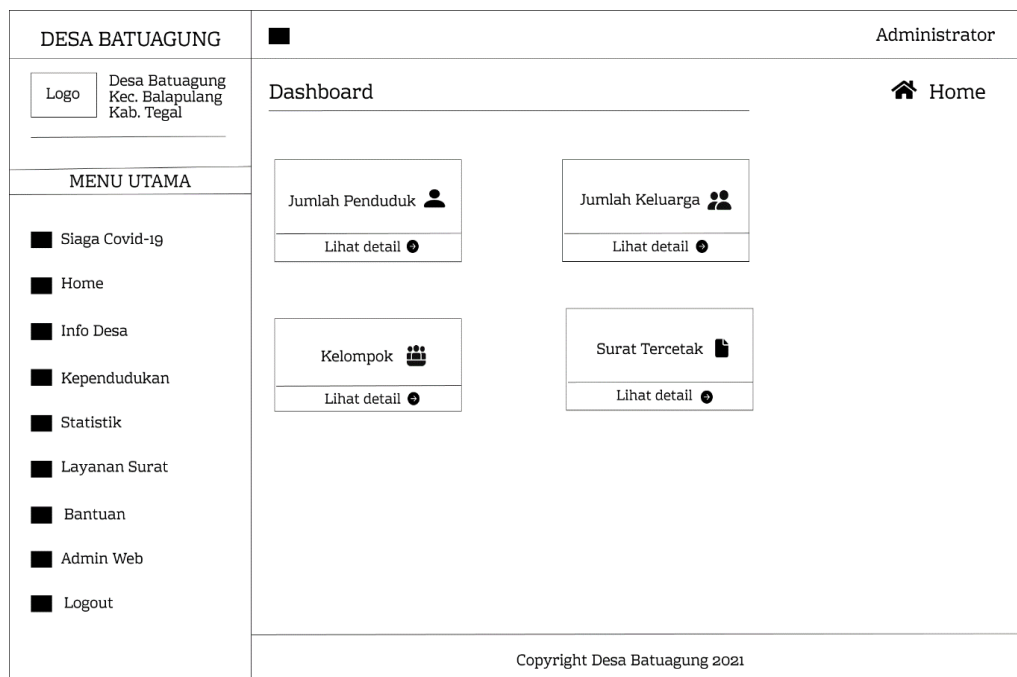 DESA BATUAGUNG
Administrator
Logo
Desa Batuagung
Kec. Balapulang
Kab. Tegal
Dashboard
Home
MENU UTAMA
Siaga Covid-19
Home
Info Desa
Kependudukan
Statistik
Layanan Surat
Bantuan
Admin Web
Logout
Jumlah Penduduk
Lihat detail
Jumlah Keluarga
Lihat detail
Kelompok
Lihat detail
Surat Tercetak
Lihat detail
Copyright Desa Batuagung 2021